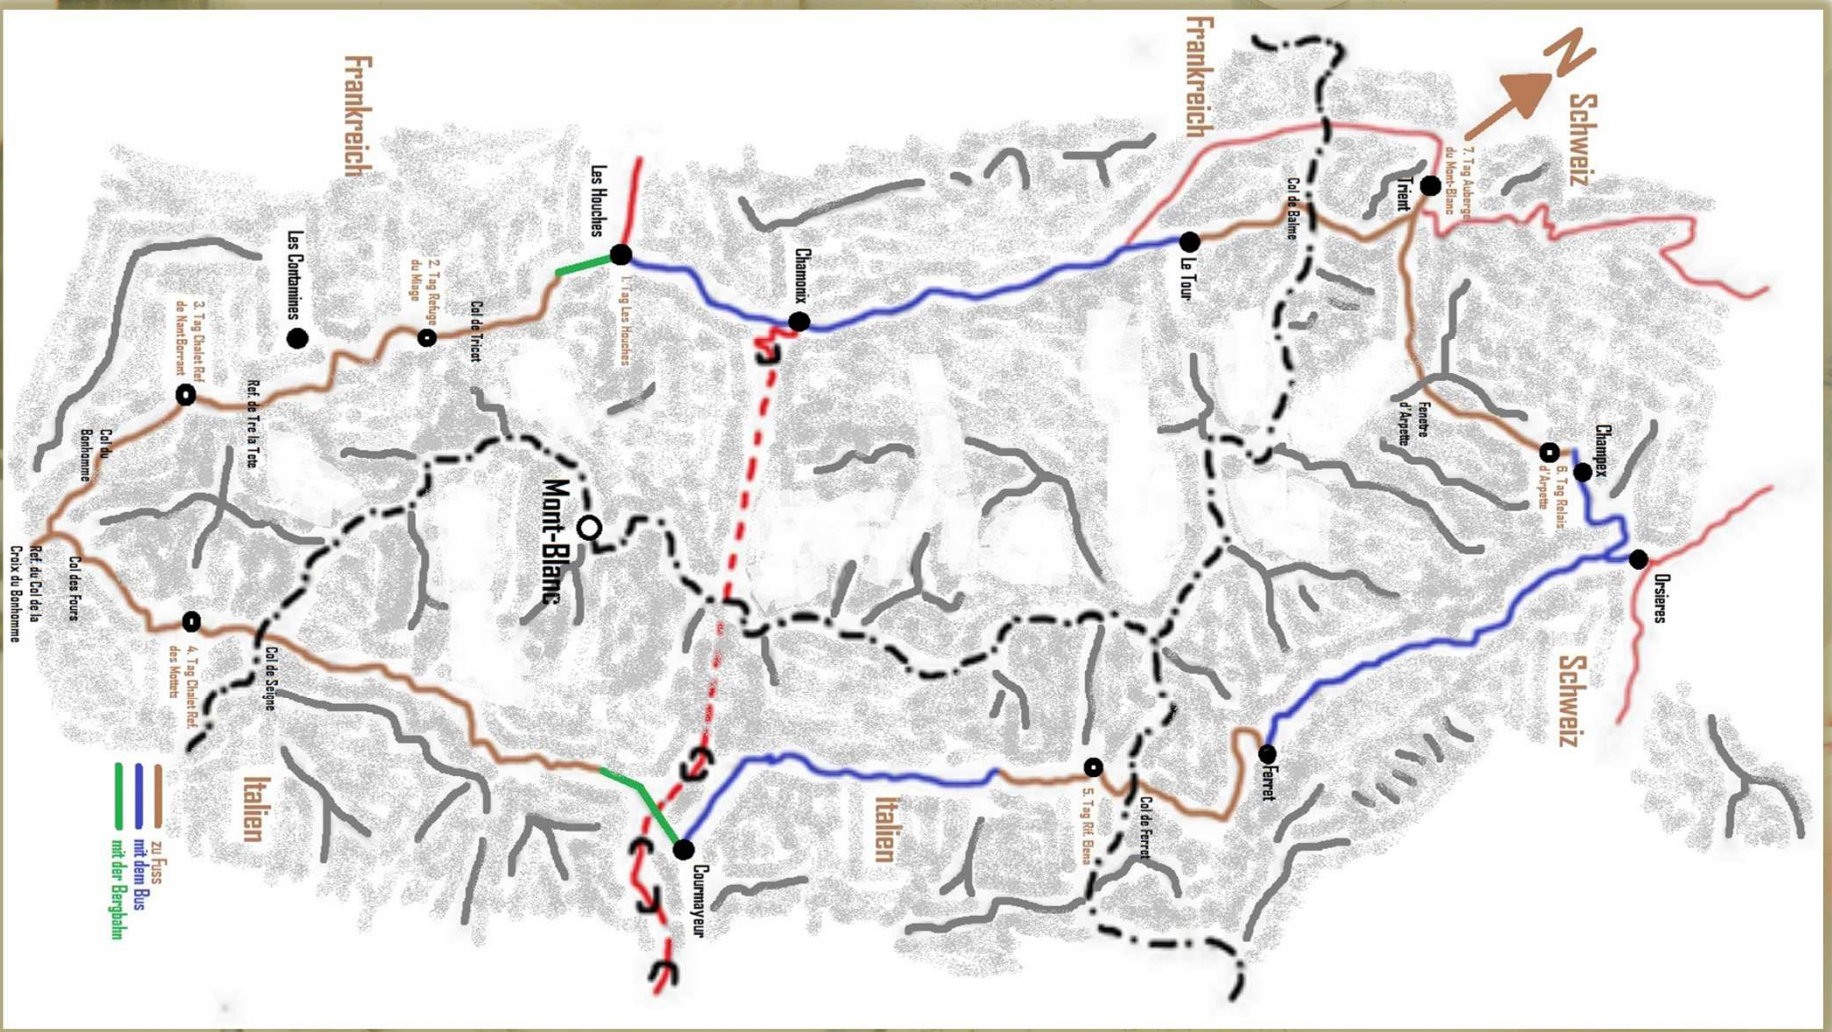 Frankreich
Frankreich
N
Schweiz
7. Tag Auberge
du Mont-Blanc
Trient
Col de Balme
Le Tour
Les Houches
1. Tag Les Houches
Chamonix
Les Contamines
2. Tag Refuge
du Miage
Col de Tricot
3. Tag Chalet Ref.
de Nant Borrant
Ref. de Tre la Tete
Col du
Bonhomme
Fenetre
d'Arpette
Champex
6. Tag Relais
d'Arpette
Mont-Blanc
Orsieres
Ref. du Col de la
Croix du Bonhomme
Col des Fours
4. Tag Chalet Ref.
des Mottets
Col de Seigne
Schweiz
Ferret
Col de Ferret
5. Tag Rif. Bena
Italien
Italien
Courmayeur
zu Fuss
mit dem Bus
mit der Bergbahn